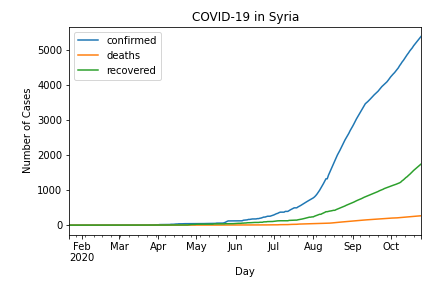 COVID-19 in Syria
confirmed
deaths
recovered
Number of Cases
5000
4000
3000
2000
1000
0
Feb Mar Apr May Jun Jul Aug Sep Oct
2020
Day